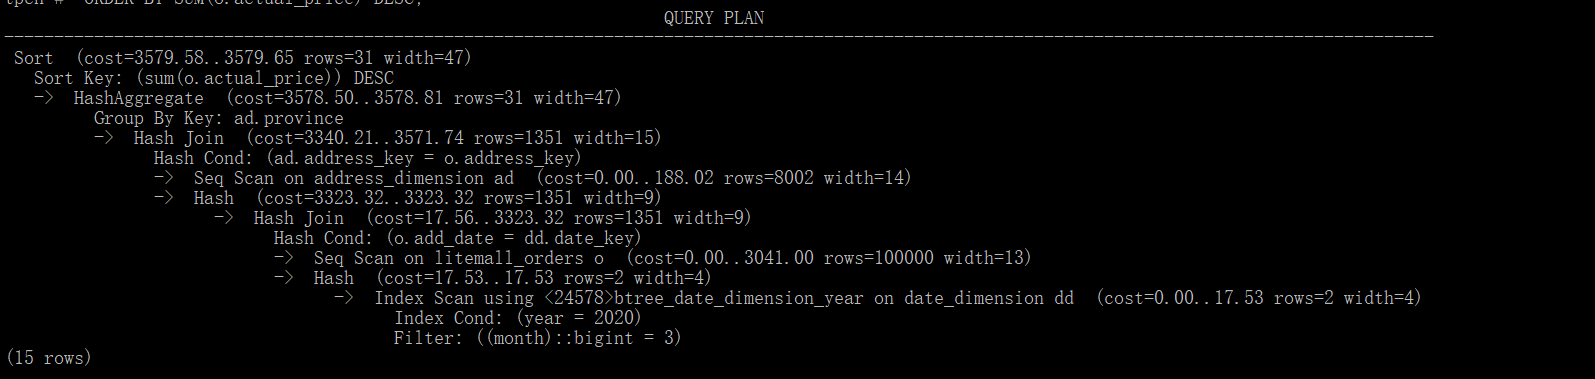 tpch-# ORDER BY SUM(o.actual_price) DESC;
QUERY PLAN
-----------------------------------------------------------------------------------------------------------------------------------------------
Sort  (cost=3579.58..3579.65 rows=31 width=47)
  Sort Key: (sum(o.actual_price)) DESC
  ->  HashAggregate  (cost=3578.50..3578.81 rows=31 width=47)
        Group By Key: ad.province
        ->  Hash Join  (cost=3340.21..3571.74 rows=1351 width=15)
              Hash Cond: (ad.address_key = o.address_key)
              ->  Seq Scan on address_dimension ad  (cost=0.00..188.02 rows=8002 width=14)
              ->  Hash  (cost=3323.32..3323.32 rows=1351 width=9)
                    ->  Hash Join  (cost=17.56..3323.32 rows=1351 width=9)
                          Hash Cond: (o.add_date = dd.date_key)
                          ->  Seq Scan on litemall_orders o  (cost=0.00..3041.00 rows=100000 width=13)
                          ->  Hash  (cost=17.53..17.53 rows=2 width=4)
                                ->  Index Scan using <24578>btree_date_dimension_year on date_dimension dd  (cost=0.00..17.53 rows=2 width=4)
                                      Index Cond: (year = 2020)
                                      Filter: ((month)::bigint = 3)
(15 rows)